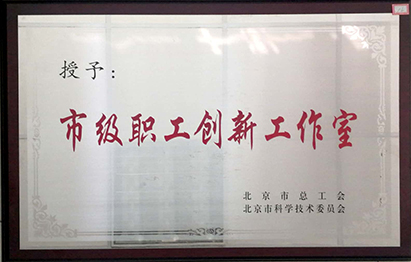 授予：
市级职工创新工作室
北京市总工会
北京市科学技术委员会